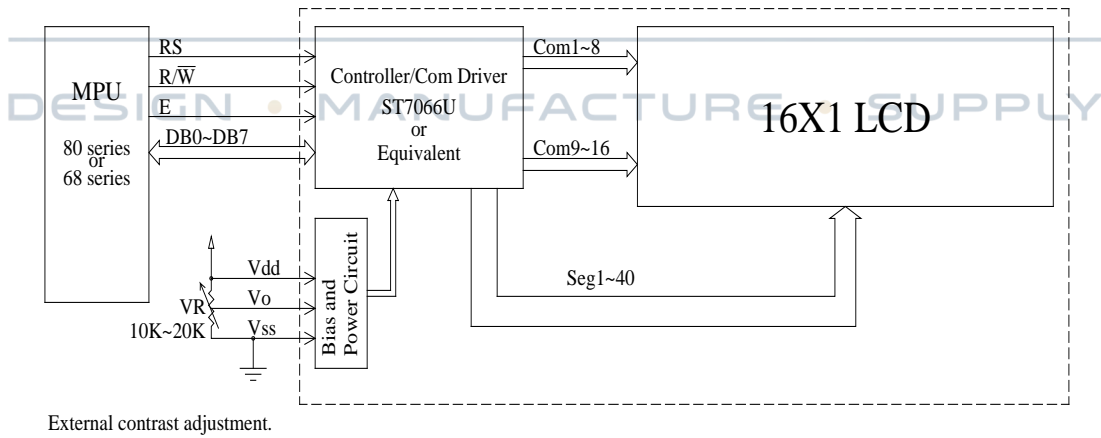 RS
Com1~8
R/W̅
Controller/Com Driver
MPU
ST7066U
16X1 LCD
DESIGN • MANUFACTURE • SUPPLY
E
or
DB0~DB7
Equivalent
80 series
or
68 series
Com9~16
Vdd
Seg1~40
VR
Vo
10K~20K
Vss
Bias and
Power Circuit
External contrast adjustment.